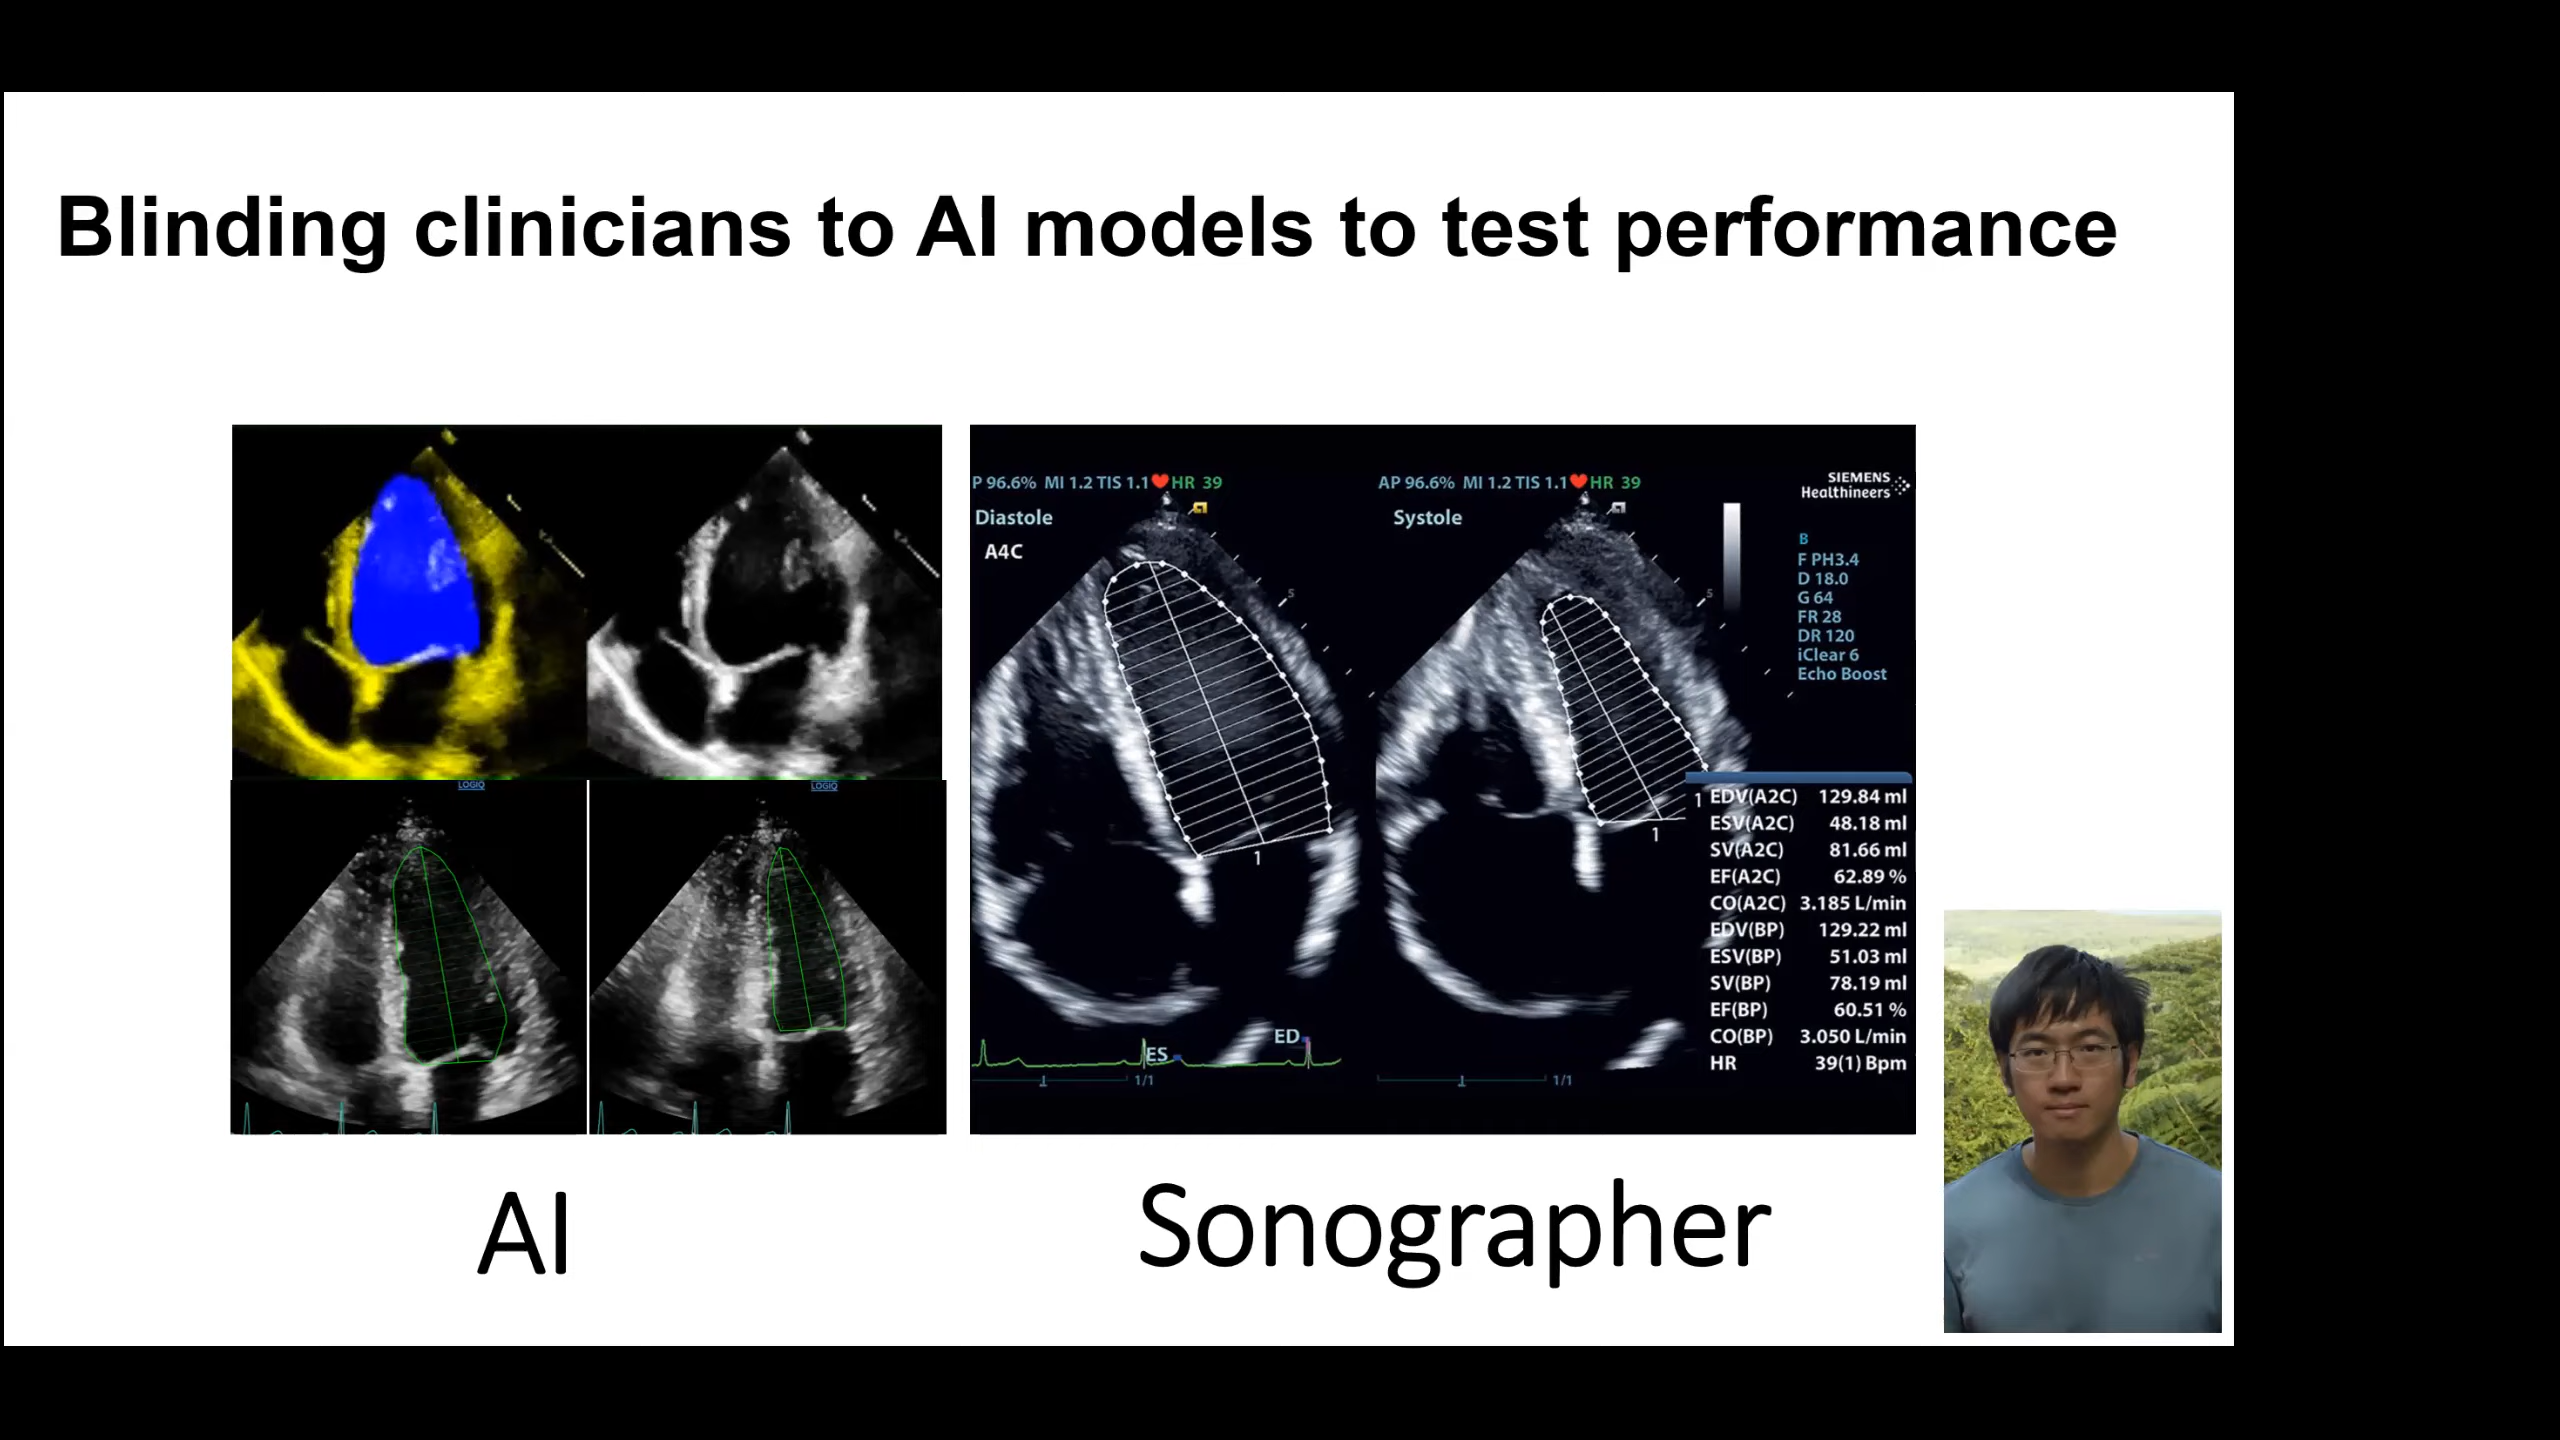 Blinding clinicians to AI models to test performance
LOGIQ
LOGIQ
AI
P 96.6% MI 1.2 TIS 1.1 HR 39
Diastole
A4C
5
1
ES
ED
1/1
AP 96.6% MI 1.2 TIS 1.1 HR 39
Systole
5
1
1/1
SIEMENS
Healthineers
B
F PH3.4
D 18.0
G 64
FR 28
DR 120
iClear 6
Echo Boost
1 EDV(A2C) 129.84 ml
ESV(A2C) 48.18 ml
SV(A2C) 81.66 ml
EF(A2C) 62.89 %
CO(A2C) 3.185 L/min
EDV(BP) 129.22 ml
ESV(BP) 51.03 ml
SV(BP) 78.19 ml
EF(BP) 60.51 %
CO(BP) 3.050 L/min
HR 39(1) Bpm
Sonographer